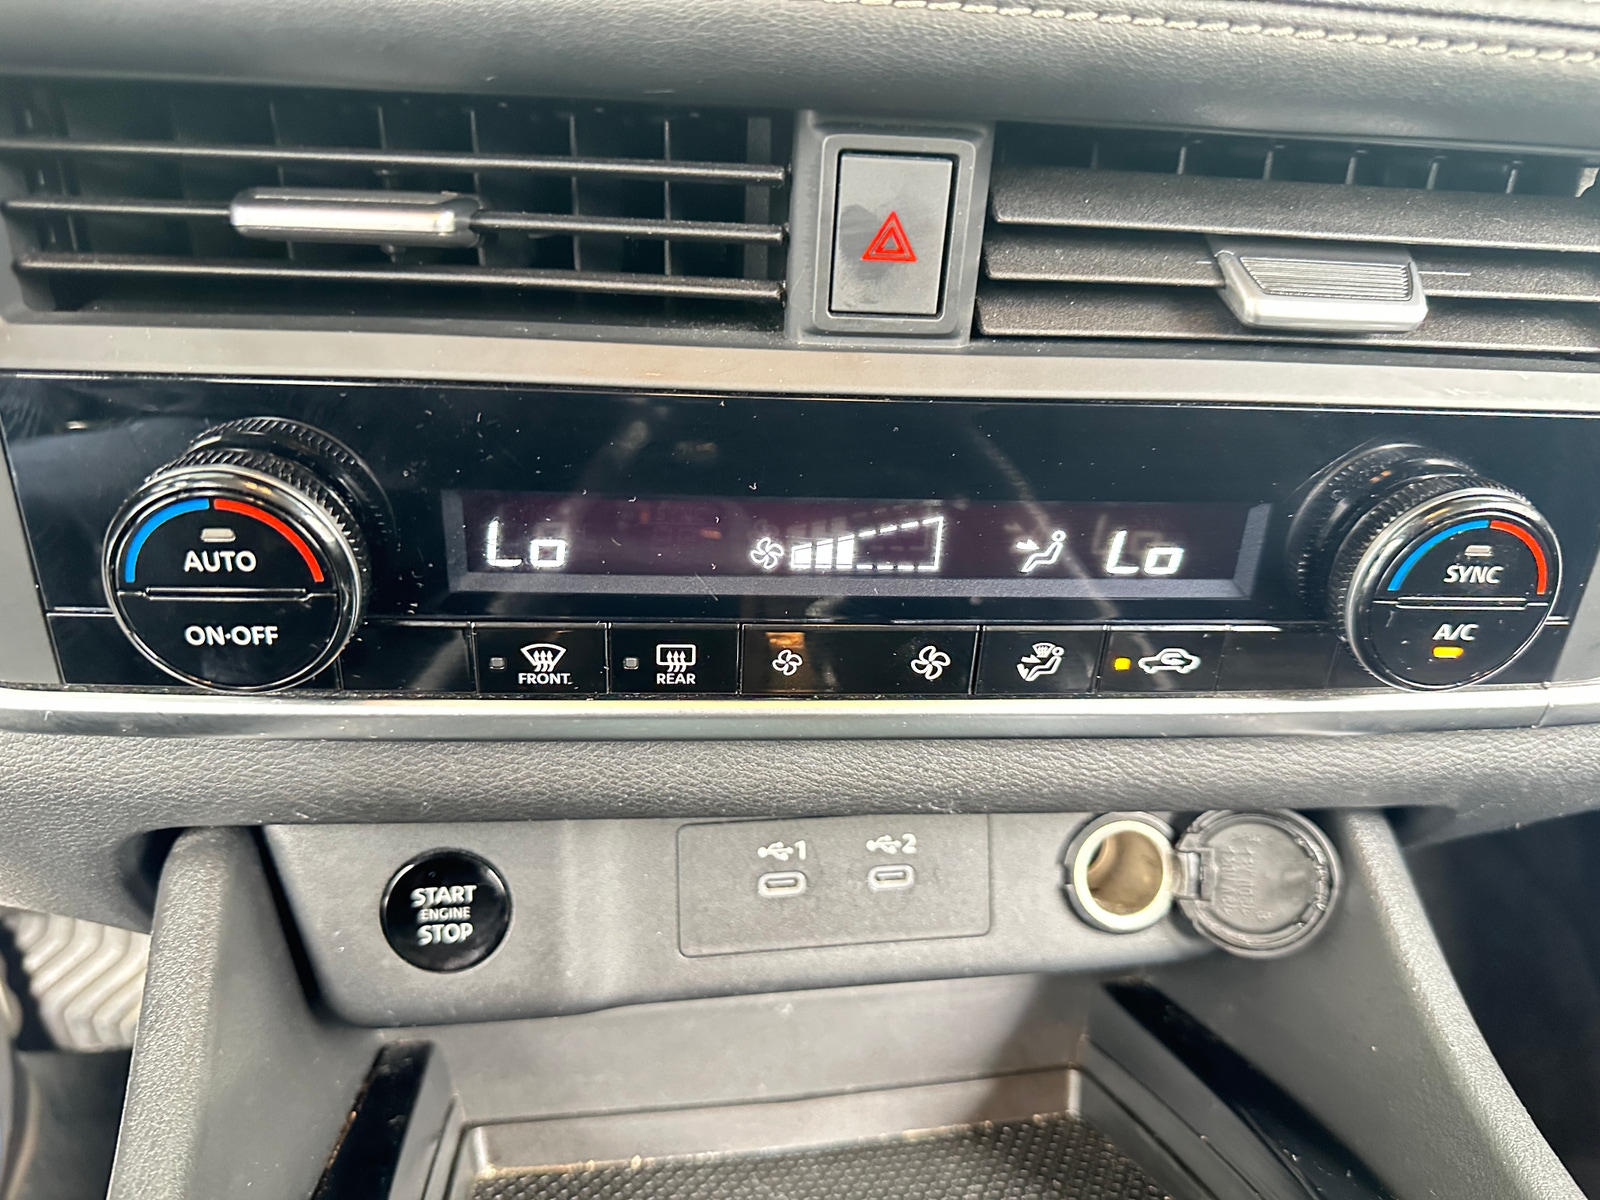 AUTO
ON·OFF
Lo
Lo
SYNC
A/C
FRONT
REAR
START
ENGINE
STOP
1
2